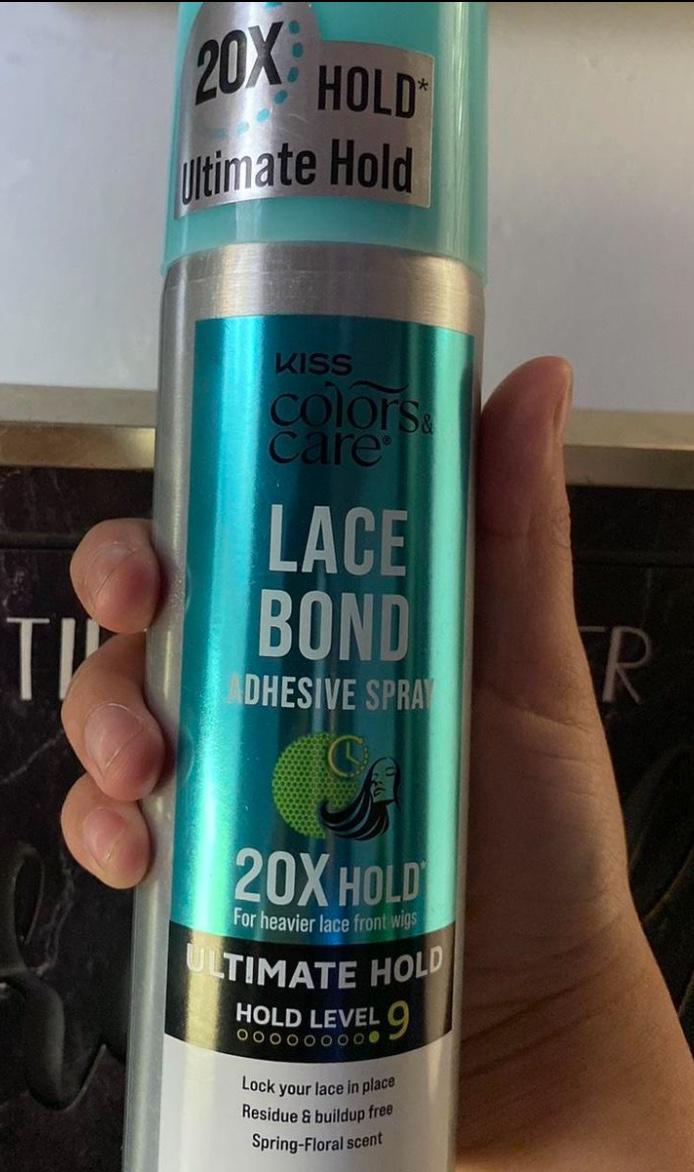 20X HOLD*
Ultimate Hold
KISS
colors &
care®
LACE
BOND
ADHESIVE SPRAY
20X HOLD*
For heavier lace front wigs
ULTIMATE HOLD
HOLD LEVEL 9
Lock your lace in place
Residue & buildup free
Spring-Floral scent